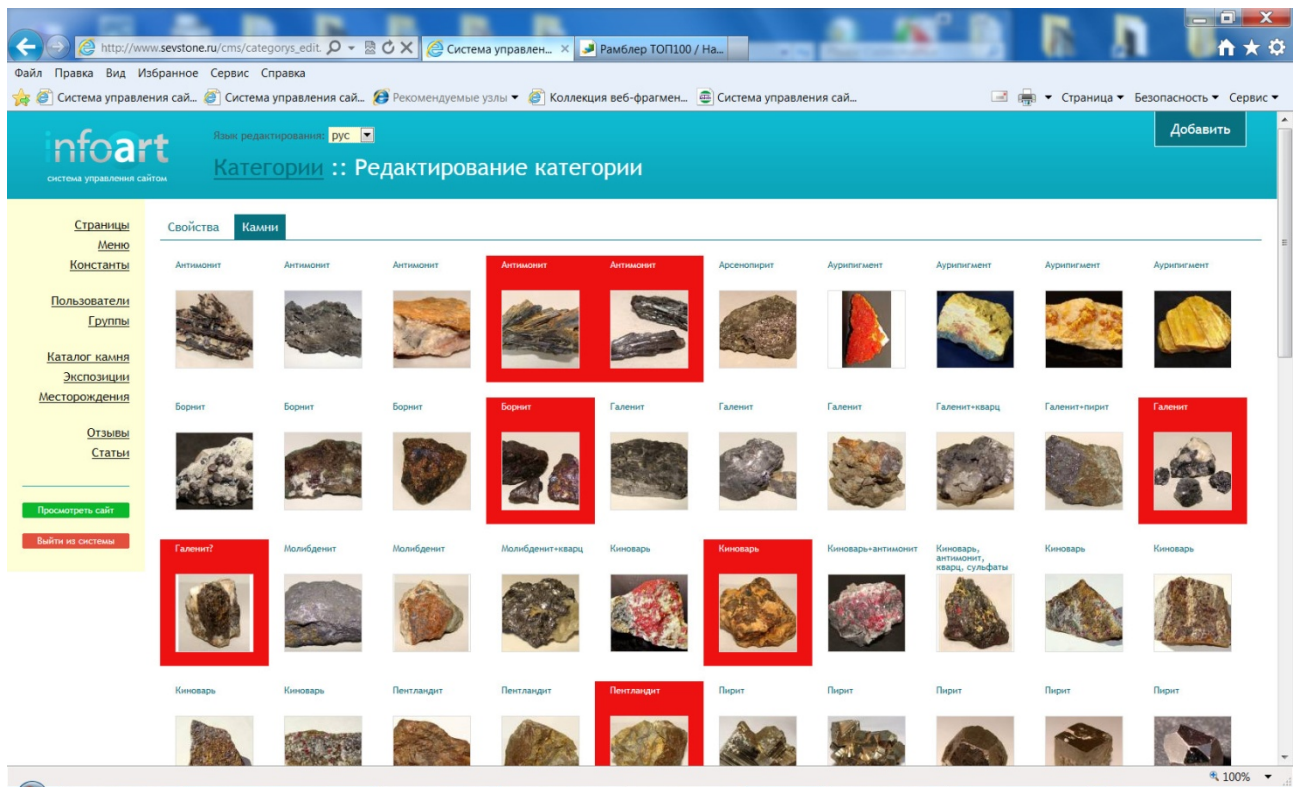 http://www.sevstone.ru/cms/categorys_edit.
Система управлен...
Рамблер ТОП100 / На...
Файл Правка Вид Избранное Сервис Справка
Система управления сай... Система управления сай... Рекомендуемые узлы Коллекция веб-фрагмен... Система управления сай... Страница Безопасность Сервис
infoart
система управления сайтом
Язык редактирования: рус
Категории :: Редактирование категории
Добавить
Страницы
Меню
Константы
Пользователи
Группы
Каталог камня
Экспозиции
Месторождения
Отзывы
Статьи
Просмотреть сайт
Выйти из системы
Свойства Камни
Антимонит Антимонит Антимонит Антимонит Антимонит Арсенопирит Аурипигмент Аурипигмент Аурипигмент Аурипигмент
Борнит Борнит Борнит Борнит Галенит Галенит Галенит Галенит+кварц Галенит+пирит Галенит
Галенит? Молибденит Молибденит Молибденит+кварц Киноварь Киноварь Киноварь+антимонит Киноварь, антимонит, кварц, сульфаты Киноварь Киноварь
Киноварь Киноварь Пентландит Пентландит Пентландит Пирит Пирит Пирит Пирит Пирит
100%